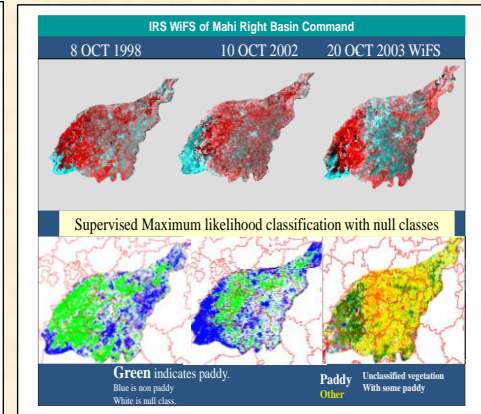 IRS WiFS of Mahi Right Basin Command
8 OCT 1998 10 OCT 2002 20 OCT 2003 WiFS
Supervised Maximum likelihood classification with null classes
Green indicates paddy.
Blue is non paddy
White is null class.
Paddy Unclassified vegetation
Other With some paddy